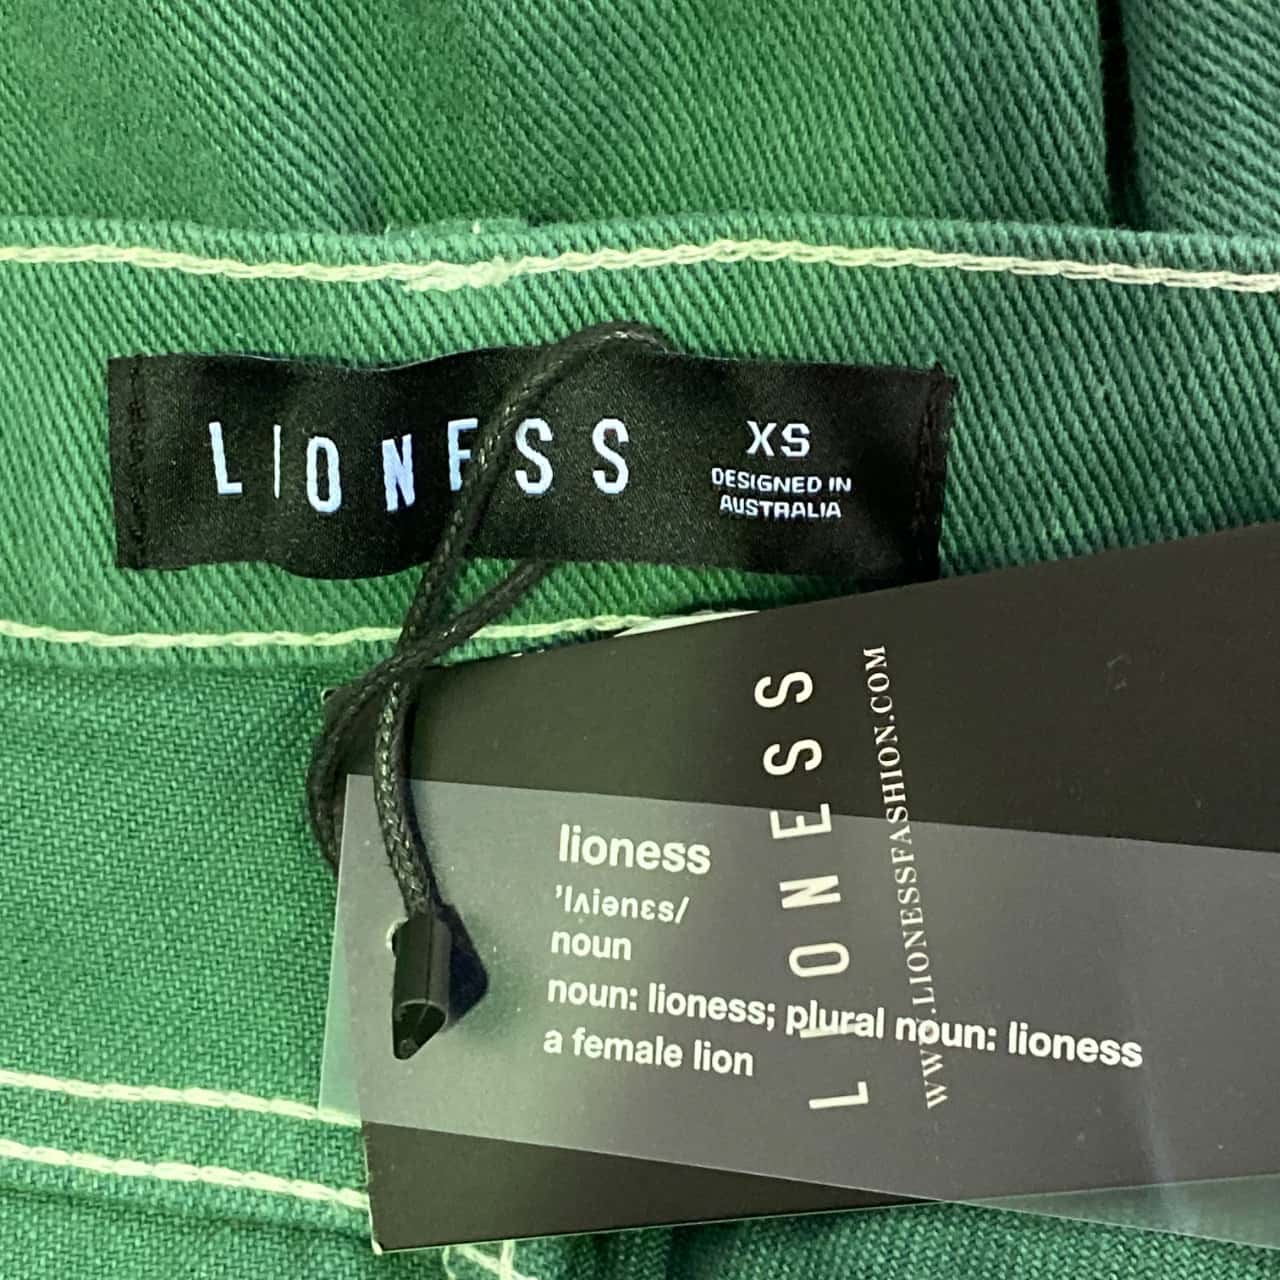 LIONESS
XS
DESIGNED IN
AUSTRALIA
LIONESS
WWW.LIONESSFASHION.COM
lioness
'lʌiənɛs/
noun
noun: lioness; plural noun: lioness
a female lion